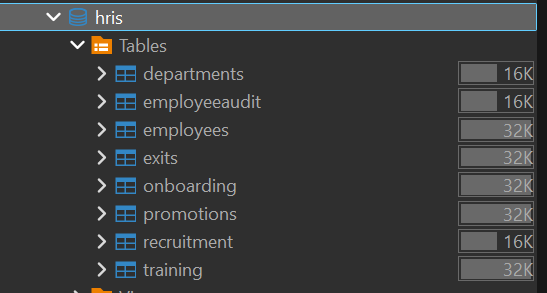 hris
Tables
departments 16K
employeeaudit 16K
employees 32K
exits 32K
onboarding 32K
promotions 32K
recruitment 16K
training 32K